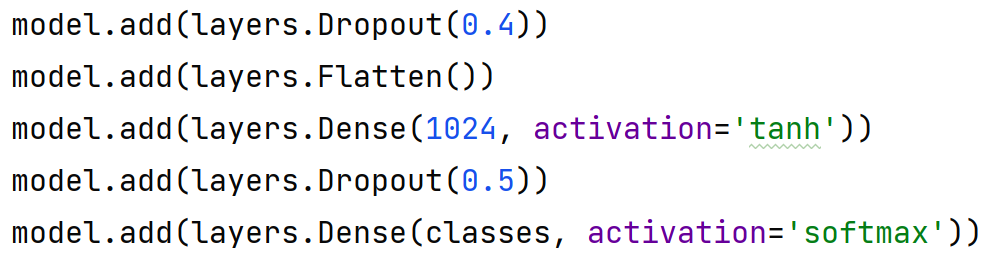 model.add(layers.Dropout(0.4))
model.add(layers.Flatten())
model.add(layers.Dense(1024, activation='tanh'))
model.add(layers.Dropout(0.5))
model.add(layers.Dense(classes, activation='softmax'))